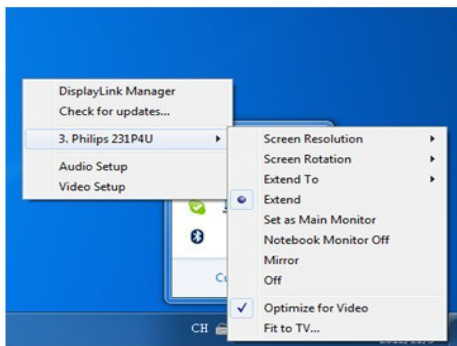 DisplayLink Manager
Check for updates...
3. Philips 231P4U
Audio Setup
Video Setup
Screen Resolution
Screen Rotation
Extend To
Extend
Set as Main Monitor
Notebook Monitor Off
Mirror
Off
Optimize for Video
Fit to TV...
CH